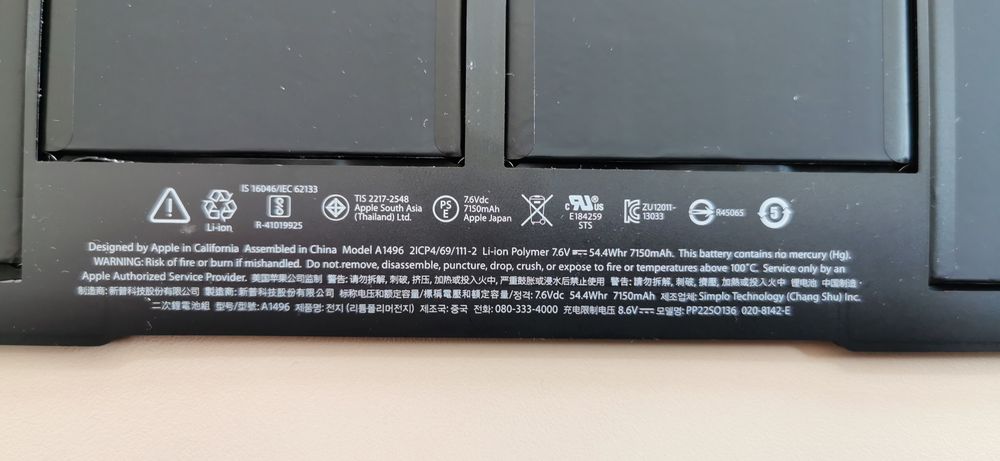 IS 16046/IEC 62133
R-41019925
Li-ion
TIS 2217-2548
Apple South Asia
(Thailand) Ltd.
PS
E
7.6Vdc
7150mAh
Apple Japan
c RU us
E184259
STS
ZU12011-
13033
R45065
5
Designed by Apple in California Assembled in China Model A1496 2ICP4/69/111-2 Li-ion Polymer 7.6V⎓54.4Whr 7150mAh. This battery contains no mercury (Hg).
WARNING: Risk of fire or burn if mishandled. Do not remove, disassemble, puncture, drop, crush, or expose to fire or temperatures above 100˚C. Service only by an
Apple Authorized Service Provider. 美国苹果公司监制 警告: 请勿拆解, 刺破, 挤压, 加热或投入火中, 严重鼓胀或浸水后禁止使用 警告: 請勿拆解, 刺破, 擠壓, 加熱或投入火中 锂电池 中国制造
制造商: 新普科技股份有限公司 製造商: 新普科技股份有限公司 标称电压和额定容量/標稱電壓和額定容量/정격: 7.6Vdc 54.4Whr 7150mAh 제조업체: Simplo Technology (Chang Shu) Inc.
二次鋰電池組 型号/型號: A1496 제품명: 전지 (리튬폴리머전지) 제조국: 중국 전화: 080-333-4000 充电限制电压 8.6V⎓ 모델명: PP22SO136 020-8142-E